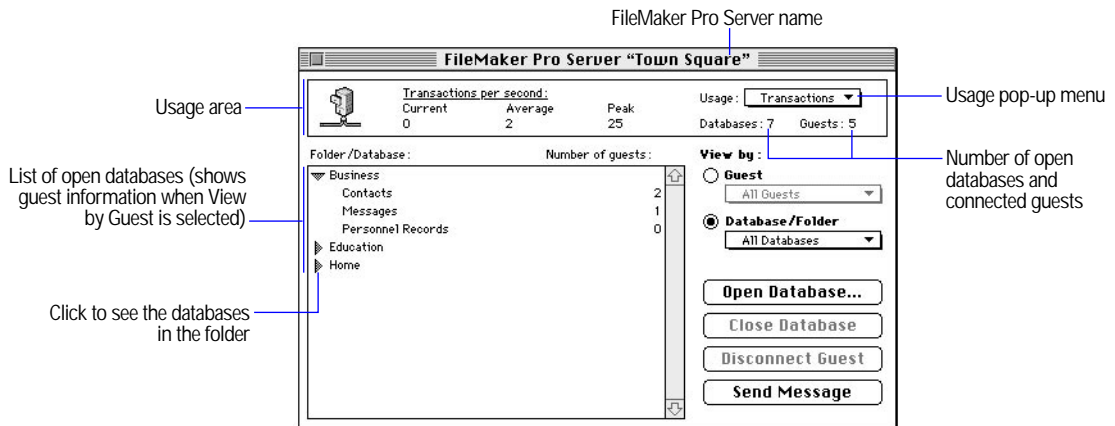 FileMaker Pro Server name
FileMaker Pro Server “Town Square”
Usage area
Transactions per second:
Current Average Peak
0 2 25
Usage: Transactions
Databases: 7 Guests: 5
Usage pop-up menu
Number of open
databases and
connected guests
List of open databases (shows
guest information when View
by Guest is selected)
Folder/Database: Number of guests:
Business
Contacts 2
Messages 1
Personnel Records 0
Education
Home
Click to see the databases
in the folder
View by:
Guest
All Guests
Database/Folder
All Databases
Open Database...
Close Database
Disconnect Guest
Send Message